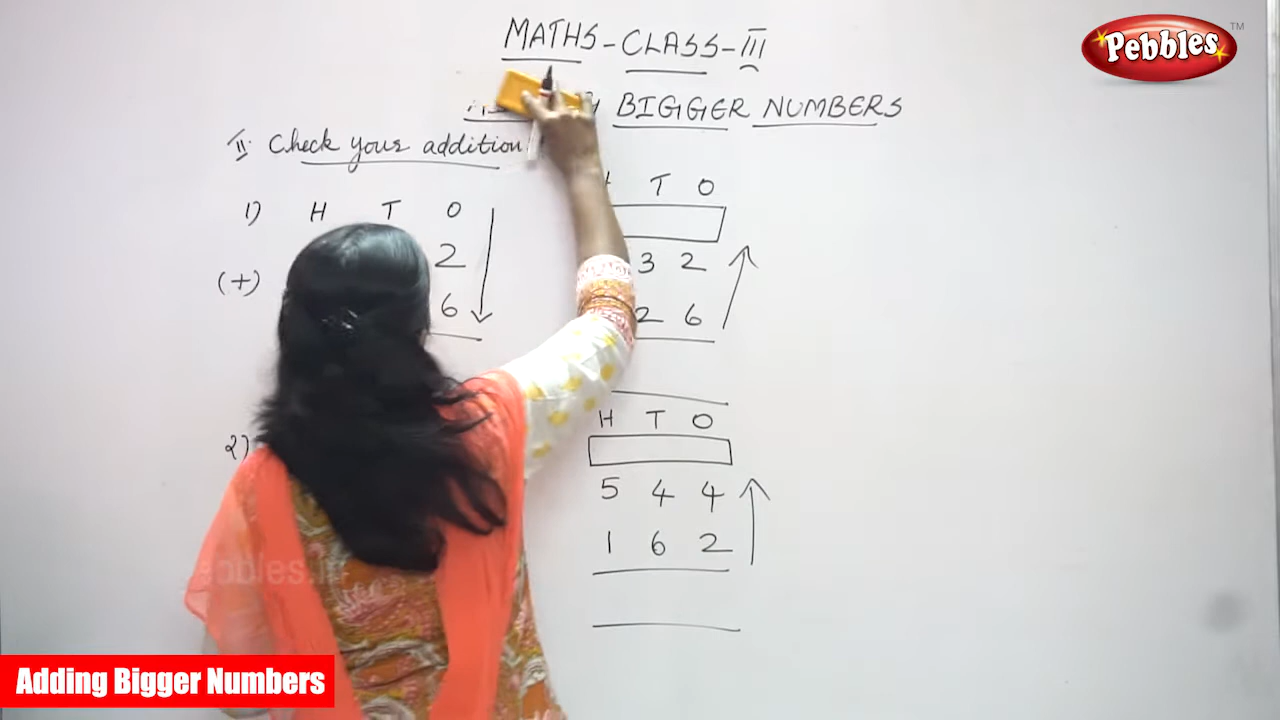 MATHS - CLASS - III
Pebbles TM
BIGGER NUMBERS
II. Check your addition
1) H T O
T O
2
3 2
(+)
6
2 6
2)
H T O
5 4 4
1 6 2
Adding Bigger Numbers